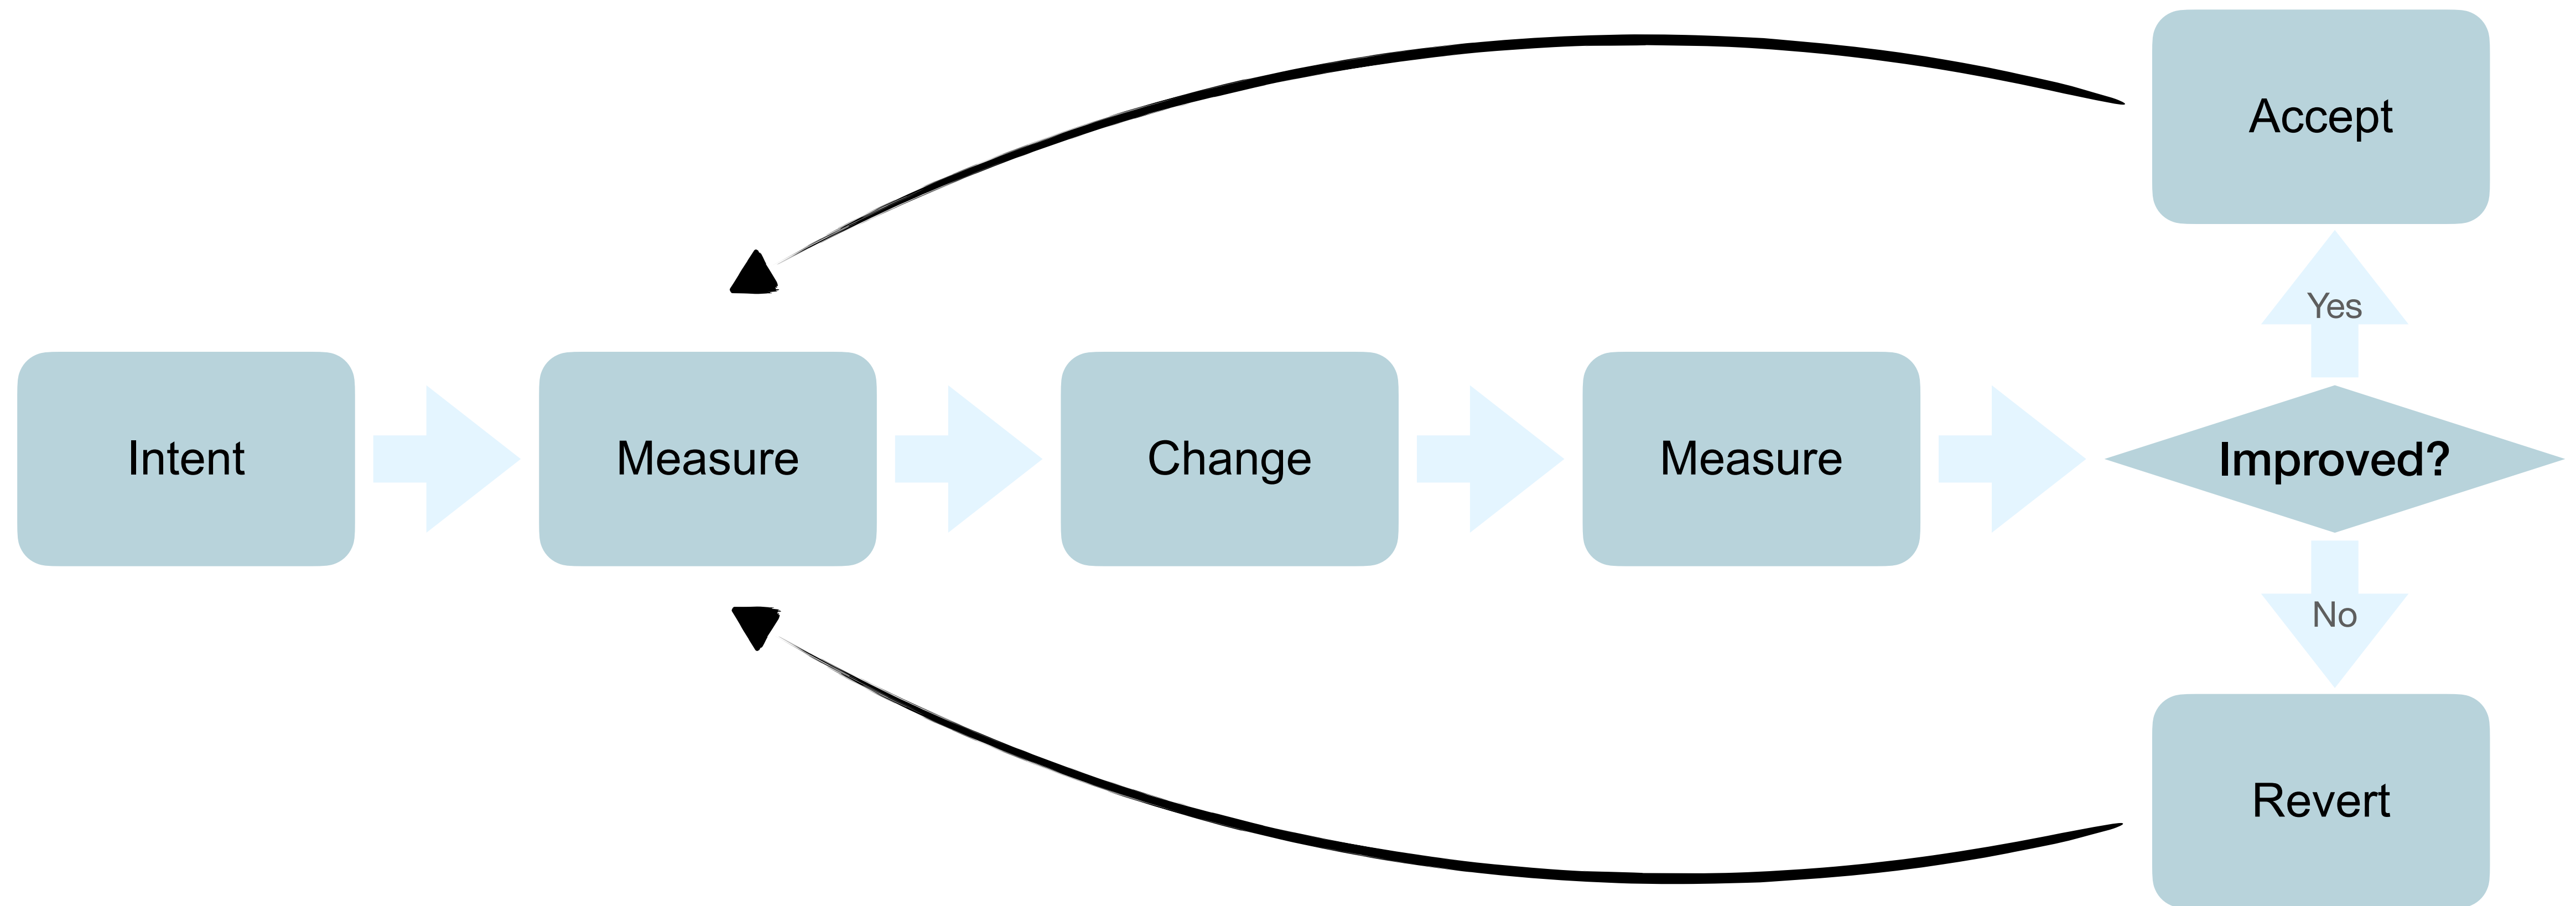 Accept
Yes
Intent
Measure
Change
Measure
Improved?
No
Revert